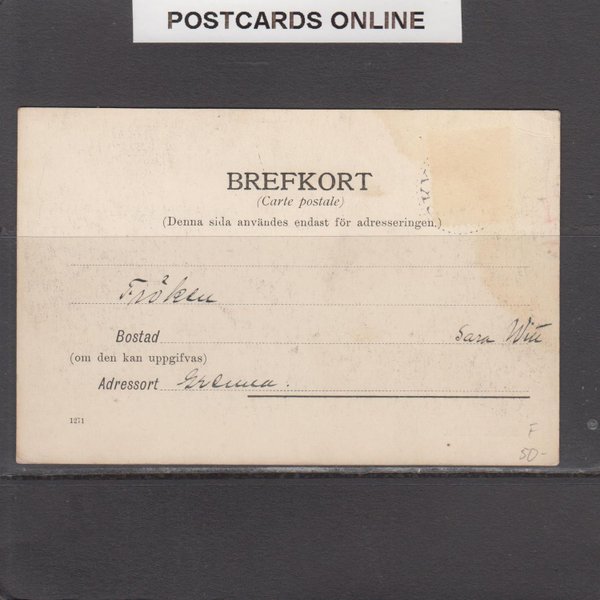 POSTCARDS ONLINE
BREFKORT
(Carte postale)
(Denna sida användes endast för adresseringen.)
Fröken
Bostad Sara Witt
(om den kan uppgifvas)
Adressort Grenna.
1271
F
50-